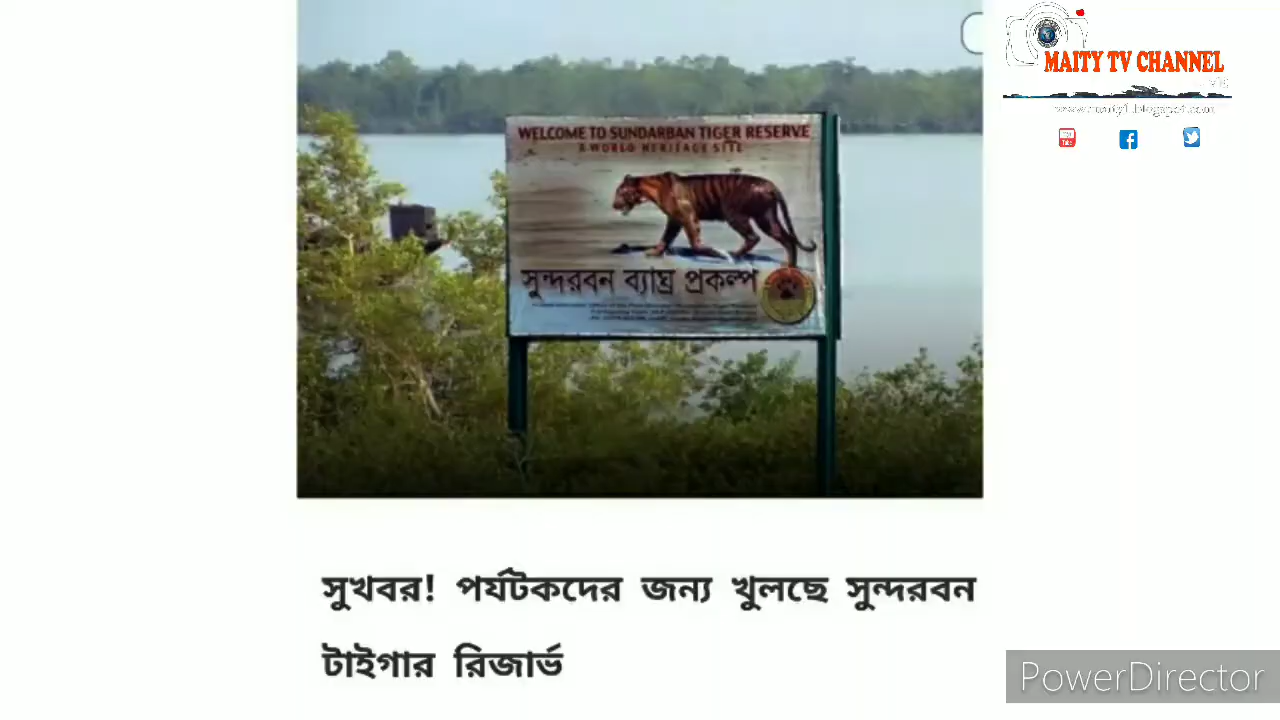 MAITY TV CHANNEL
WELCOME TO SUNDARBAN TIGER RESERVE
A WORLD HERITAGE SITE
সুন্দরবন ব্যাঘ্র প্রকল্প
সুখবর! পর্যটকদের জন্য খুলছে সুন্দরবন
টাইগার রিজার্ভ
PowerDirector